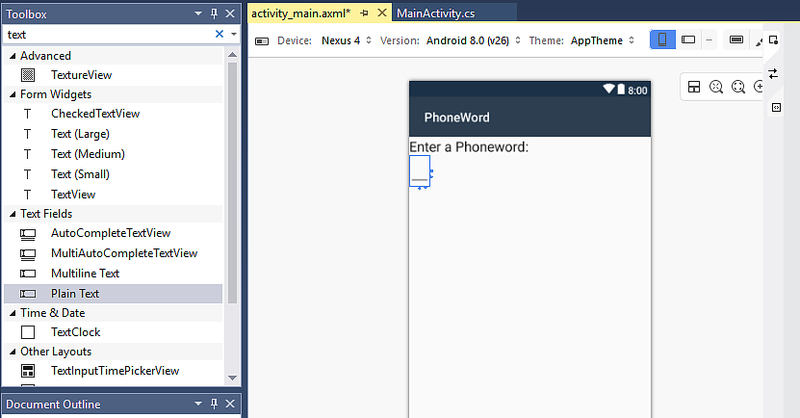 Toolbox
text
Advanced
TextureView
Form Widgets
CheckedTextView
Text (Large)
Text (Medium)
Text (Small)
TextView
Text Fields
AutoCompleteTextView
MultiAutoCompleteTextView
Multiline Text
Plain Text
Time & Date
TextClock
Other Layouts
TextInputTimePickerView
Document Outline
activity_main.axml* MainActivity.cs
Device: Nexus 4 Version: Android 8.0 (v26) Theme: AppTheme
8:00
PhoneWord
Enter a Phoneword: